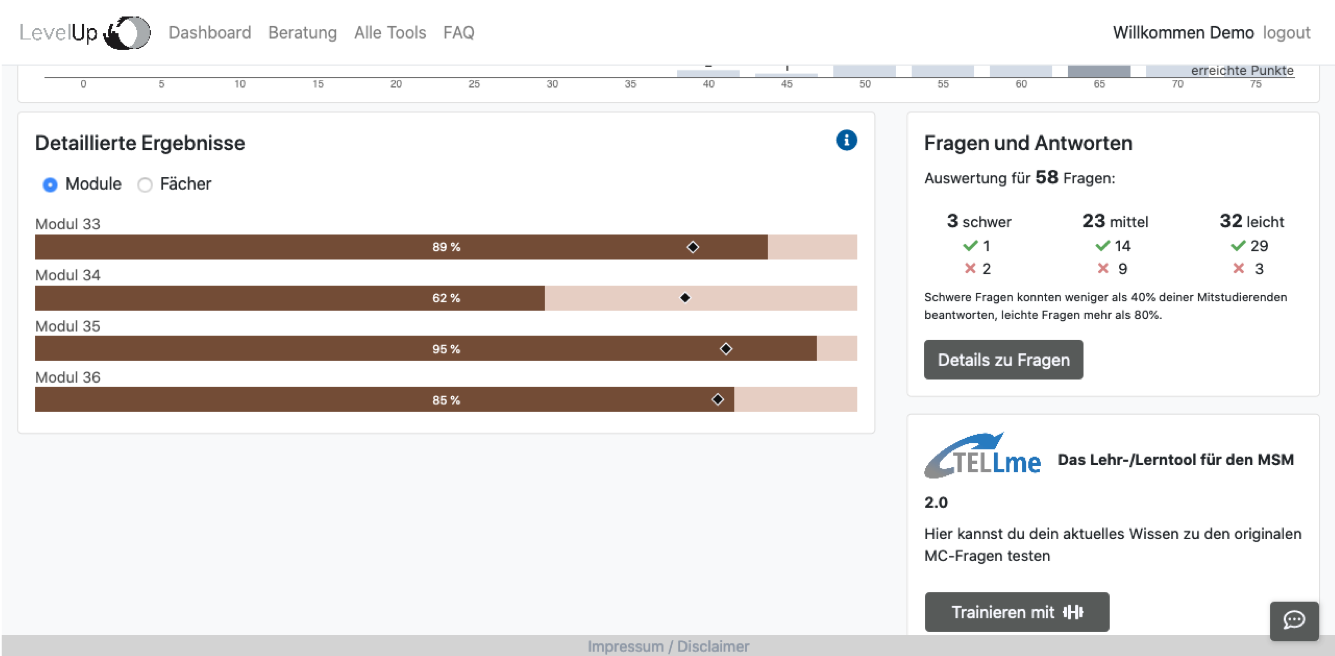 LevelUp Dashboard Beratung Alle Tools FAQ Willkommen Demo logout
erreichte Punkte
0 5 10 15 20 25 30 35 40 45 50 55 60 65 70 75
Detaillierte Ergebnisse
Module Fächer
Modul 33
89 %
Modul 34
62 %
Modul 35
95 %
Modul 36
85 %
Fragen und Antworten
Auswertung für 58 Fragen:
3 schwer 23 mittel 32 leicht
1 14 29
2 9 3
Schwere Fragen konnten weniger als 40% deiner Mitstudierenden
beantworten, leichte Fragen mehr als 80%.
Details zu Fragen
TELLme Das Lehr-/Lerntool für den MSM
2.0
Hier kannst du dein aktuelles Wissen zu den originalen
MC-Fragen testen
Trainieren mit
Impressum / Disclaimer